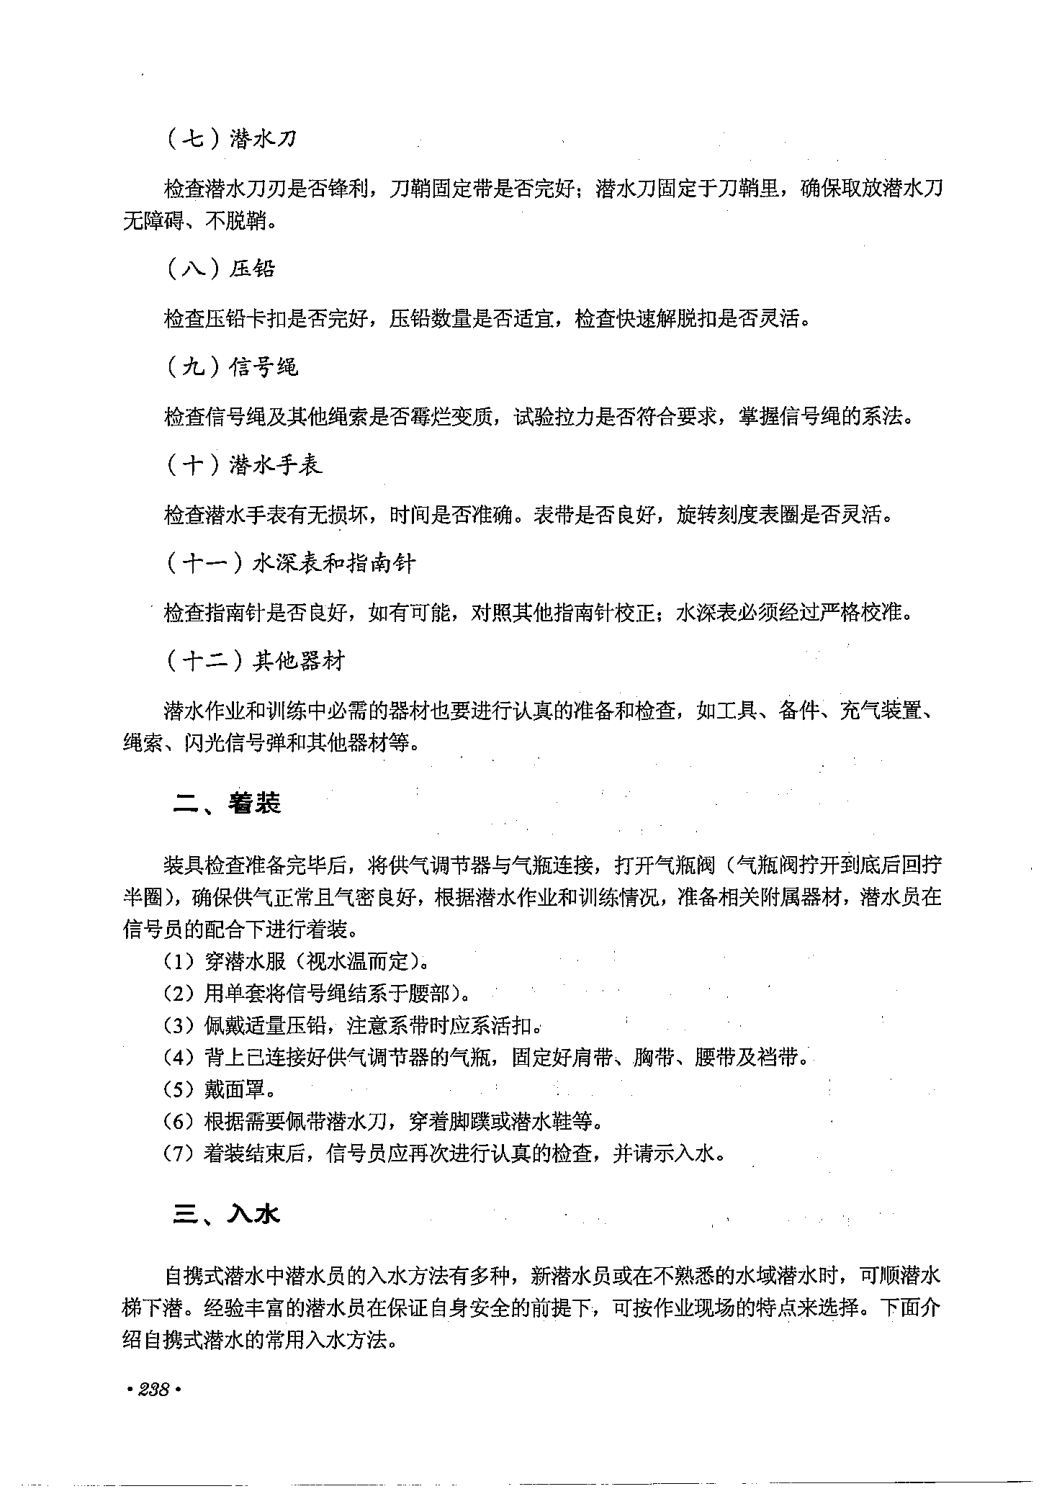 （七）潜水刀
检查潜水刀刃是否锋利，刀鞘固定带是否完好；潜水刀固定于刀鞘里，确保取放潜水刀
无障碍、不脱鞘。
（八）压铅
检查压铅卡扣是否完好，压铅数量是否适宜，检查快速解脱扣是否灵活。
（九）信号绳
检查信号绳及其他绳索是否霉烂变质，试验拉力是否符合要求，掌握信号绳的系法。
（十）潜水手表
检查潜水手表有无损坏，时间是否准确。表带是否良好，旋转刻度表圈是否灵活。
（十一）水深表和指南针
检查指南针是否良好，如有可能，对照其他指南针校正；水深表必须经过严格校准。
（十二）其他器材
潜水作业和训练中必需的器材也要进行认真的准备和检查，如工具、备件、充气装置、
绳索、闪光信号弹和其他器材等。
二、着装
装具检查准备完毕后，将供气调节器与气瓶连接，打开气瓶阀（气瓶阀拧开到底后回拧
半圈），确保供气正常且气密良好，根据潜水作业和训练情况，准备相关附属器材，潜水员在
信号员的配合下进行着装。
（1）穿潜水服（视水温而定）。
（2）用单套将信号绳结系于腰部）。
（3）佩戴适量压铅，注意系带时应系活扣。
（4）背上已连接好供气调节器的气瓶，固定好肩带、胸带、腰带及裆带。
（5）戴面罩。
（6）根据需要佩带潜水刀，穿着脚蹼或潜水鞋等。
（7）着装结束后，信号员应再次进行认真的检查，并请示入水。
三、入水
自携式潜水中潜水员的入水方法有多种，新潜水员或在不熟悉的水域潜水时，可顺潜水
梯下潜。经验丰富的潜水员在保证自身安全的前提下，可按作业现场的特点来选择。下面介
绍自携式潜水的常用入水方法。
·238·